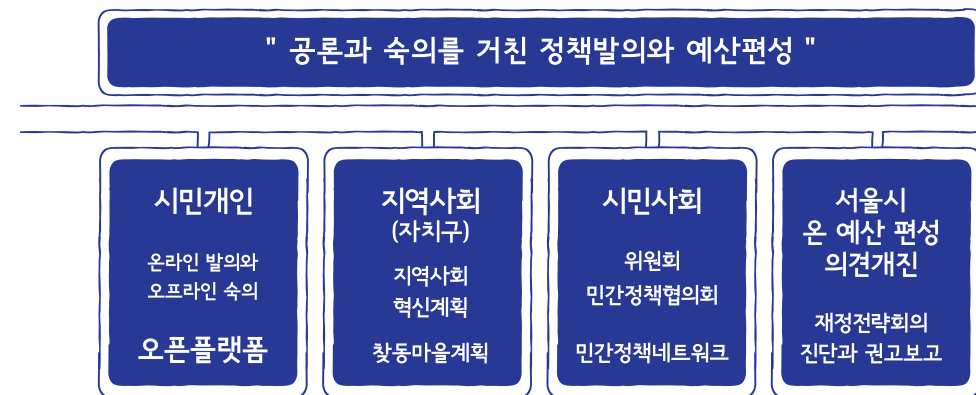 " 공론과 숙의를 거친 정책발의와 예산편성 "
시민개인
온라인 발의와
오프라인 숙의
오픈플랫폼
지역사회
(자치구)
지역사회
혁신계획
찾동마을계획
시민사회
위원회
민간정책협의회
민간정책네트워크
서울시
온 예산 편성
의견개진
재정전략회의
진단과 권고보고